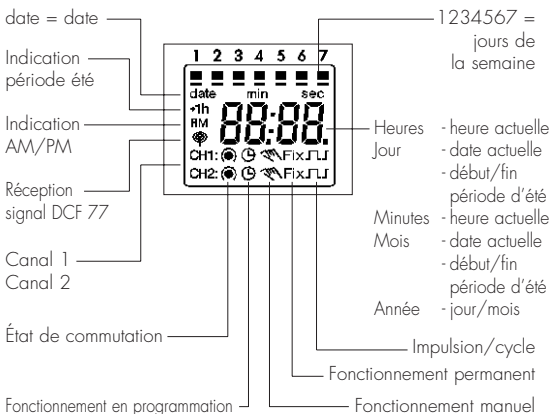 date = date
1234567 =
jours de
la semaine
Indication
période été
Indication
AM/PM
Réception
signal DCF 77
Canal 1
Canal 2
État de commutation
Fonctionnement en programmation
1 2 3 4 5 6 7
date min sec
+1h
AM
88:88.
CH1: Fix
CH2: Fix
Heures - heure actuelle
Jour - date actuelle
- début/fin
période d'été
Minutes - heure actuelle
Mois - date actuelle
- début/fin
période d'été
Année - jour/mois
Impulsion/cycle
Fonctionnement permanent
Fonctionnement manuel